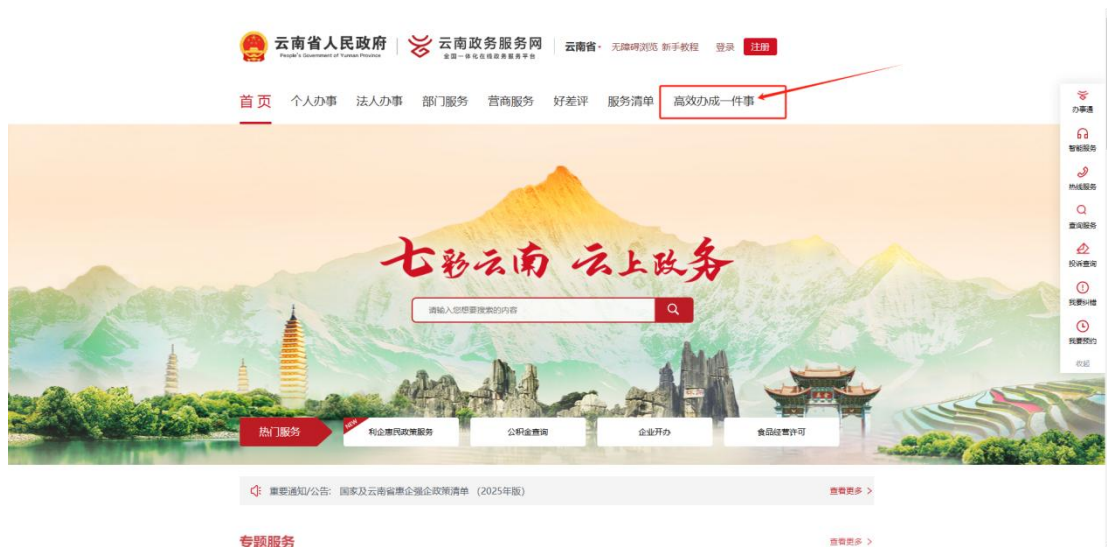 云南省人民政府 云南政务服务网 云南省 无障碍浏览 新手教程 登录 注册
People's Government of Yunnan Province 全国一体化在线政务服务平台
首页 个人办事 法人办事 部门服务 营商服务 好差评 服务清单 高效办成一件事
办事通
智能服务
热线服务
查询服务
投诉查询
我要纠错
我要预约
收起
七彩云南 云上政务
请输入您想要搜索的内容
热门服务 NEW 利企惠民政策服务 公积金查询 企业开办 食品经营许可
重要通知/公告: 国家及云南省惠企强企政策清单 (2025年版) 查看更多 >
专题服务 查看更多 >